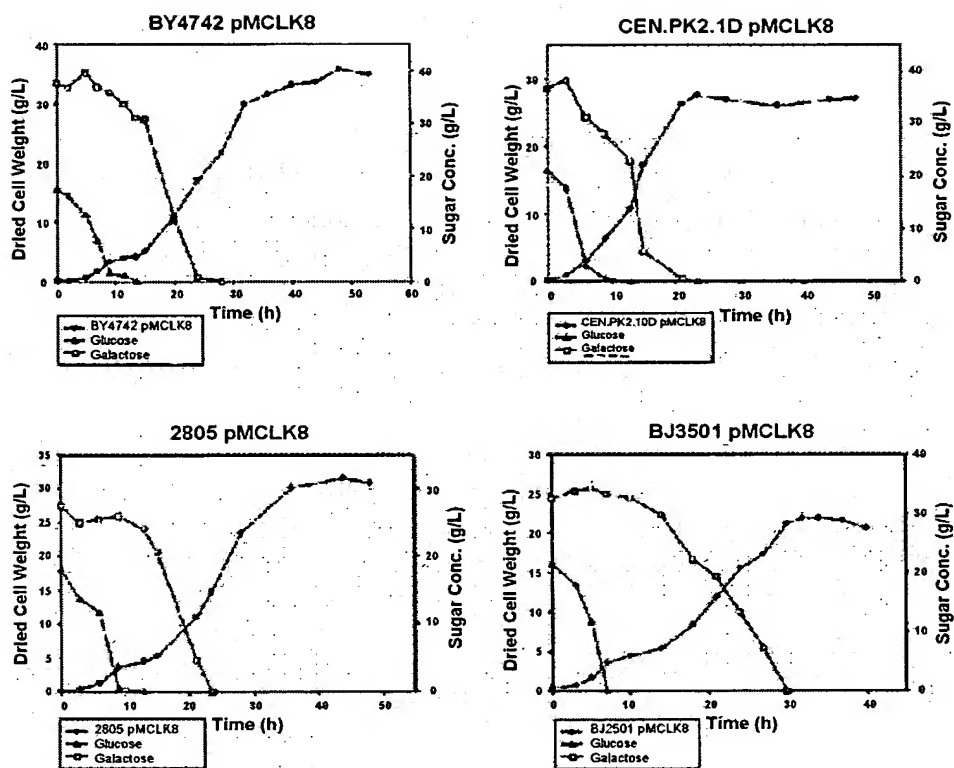 BY4742 pMCLK8
CEN.PK2.1D pMCLK8
Dried Cell Weight (g/L)
40
30
20
10
0
Sugar Conc. (g/L)
40
30
20
10
0
0 10 20 30 40 50 60
Time (h)
BY4742 pMCLK8
Glucose
Galactose
Dried Cell Weight (g/L)
30
20
10
0
Sugar Conc. (g/L)
40
30
20
10
0
0 10 20 30 40 50
Time (h)
CEN.PK2.10D pMCLK8
Glucose
Galactose
2805 pMCLK8
BJ3501 pMCLK8
Dried Cell Weight (g/L)
35
30
25
20
15
10
5
0
Sugar Conc. (g/L)
30
20
10
0
0 10 20 30 40 50
Time (h)
2805 pMCLK8
Glucose
Galactose
Dried Cell Weight (g/L)
30
25
20
15
10
5
0
Sugar Conc. (g/L)
40
30
20
10
0
0 10 20 30 40
Time (h)
BJ2501 pMCLK8
Glucose
Galactose